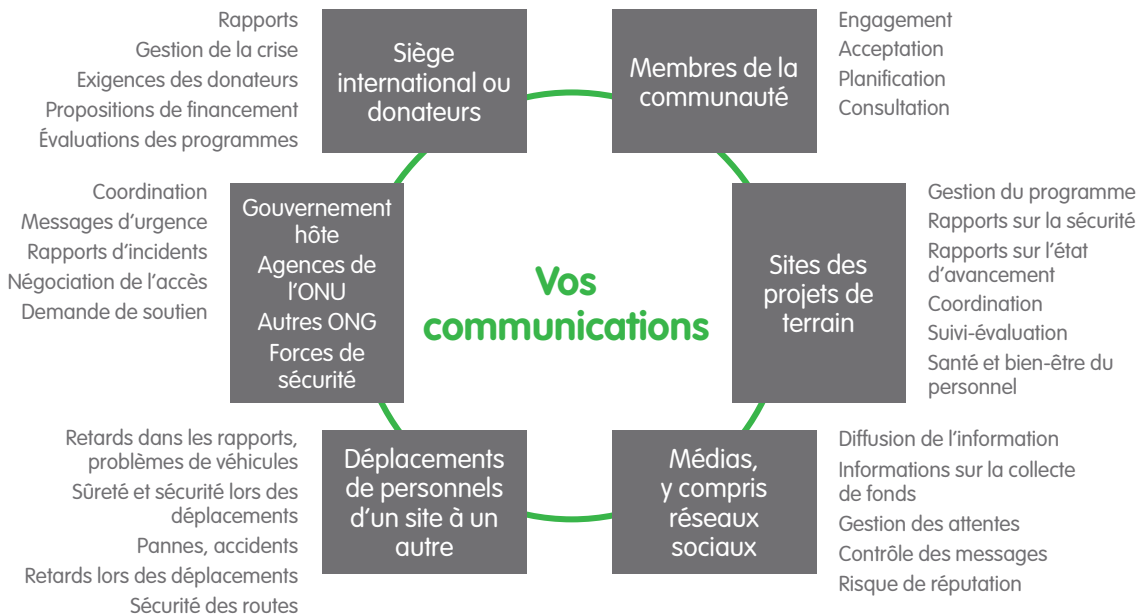 Rapports
Gestion de la crise
Exigences des donateurs
Propositions de financement
Évaluations des programmes
Siège
international ou
donateurs
Membres de la
communauté
Engagement
Acceptation
Planification
Consultation
Coordination
Messages d’urgence
Rapports d’incidents
Négociation de l’accès
Demande de soutien
Gouvernement
hôte
Agences de
l’ONU
Autres ONG
Forces de
sécurité
Vos
communications
Sites des
projets de
terrain
Gestion du programme
Rapports sur la sécurité
Rapports sur l’état
d’avancement
Coordination
Suivi-évaluation
Santé et bien-être du
personnel
Retards dans les rapports,
problèmes de véhicules
Sûreté et sécurité lors des
déplacements
Pannes, accidents
Retards lors des déplacements
Sécurité des routes
Déplacements
de personnels
d’un site à un
autre
Médias,
y compris
réseaux
sociaux
Diffusion de l’information
Informations sur la collecte
de fonds
Gestion des attentes
Contrôle des messages
Risque de réputation